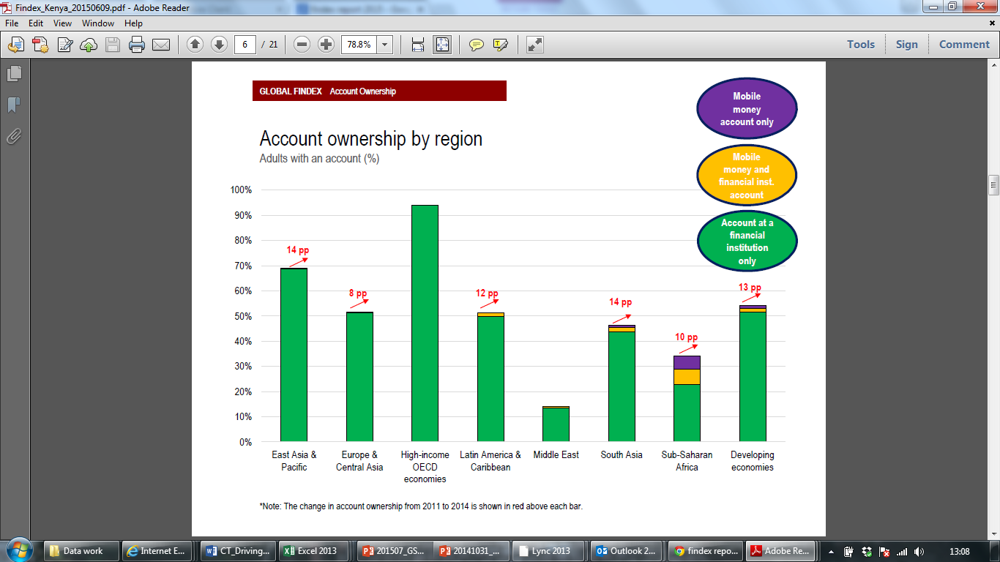 Findex_Kenya_20150609.pdf - Adobe Reader
File Edit View Window Help
6 / 21 78.8% Tools Sign Comment
GLOBAL FINDEX Account Ownership
Account ownership by region
Adults with an account (%)
Mobile
money
account only
Mobile
money and
financial inst.
account
Account at a
financial
institution
only
100%
90%
80%
70%
60%
50%
40%
30%
20%
10%
0%
14 pp
8 pp
12 pp
14 pp
10 pp
13 pp
East Asia &
Pacific
Europe &
Central Asia
High-income
OECD
economies
Latin America &
Caribbean
Middle East
South Asia
Sub-Saharan
Africa
Developing
economies
*Note: The change in account ownership from 2011 to 2014 is shown in red above each bar.
Data work Internet E... CT_Driving... Excel 2013 201507_GS... 20141031_... Lync 2013 Outlook 2... findex repo... Adobe Re... 13:08